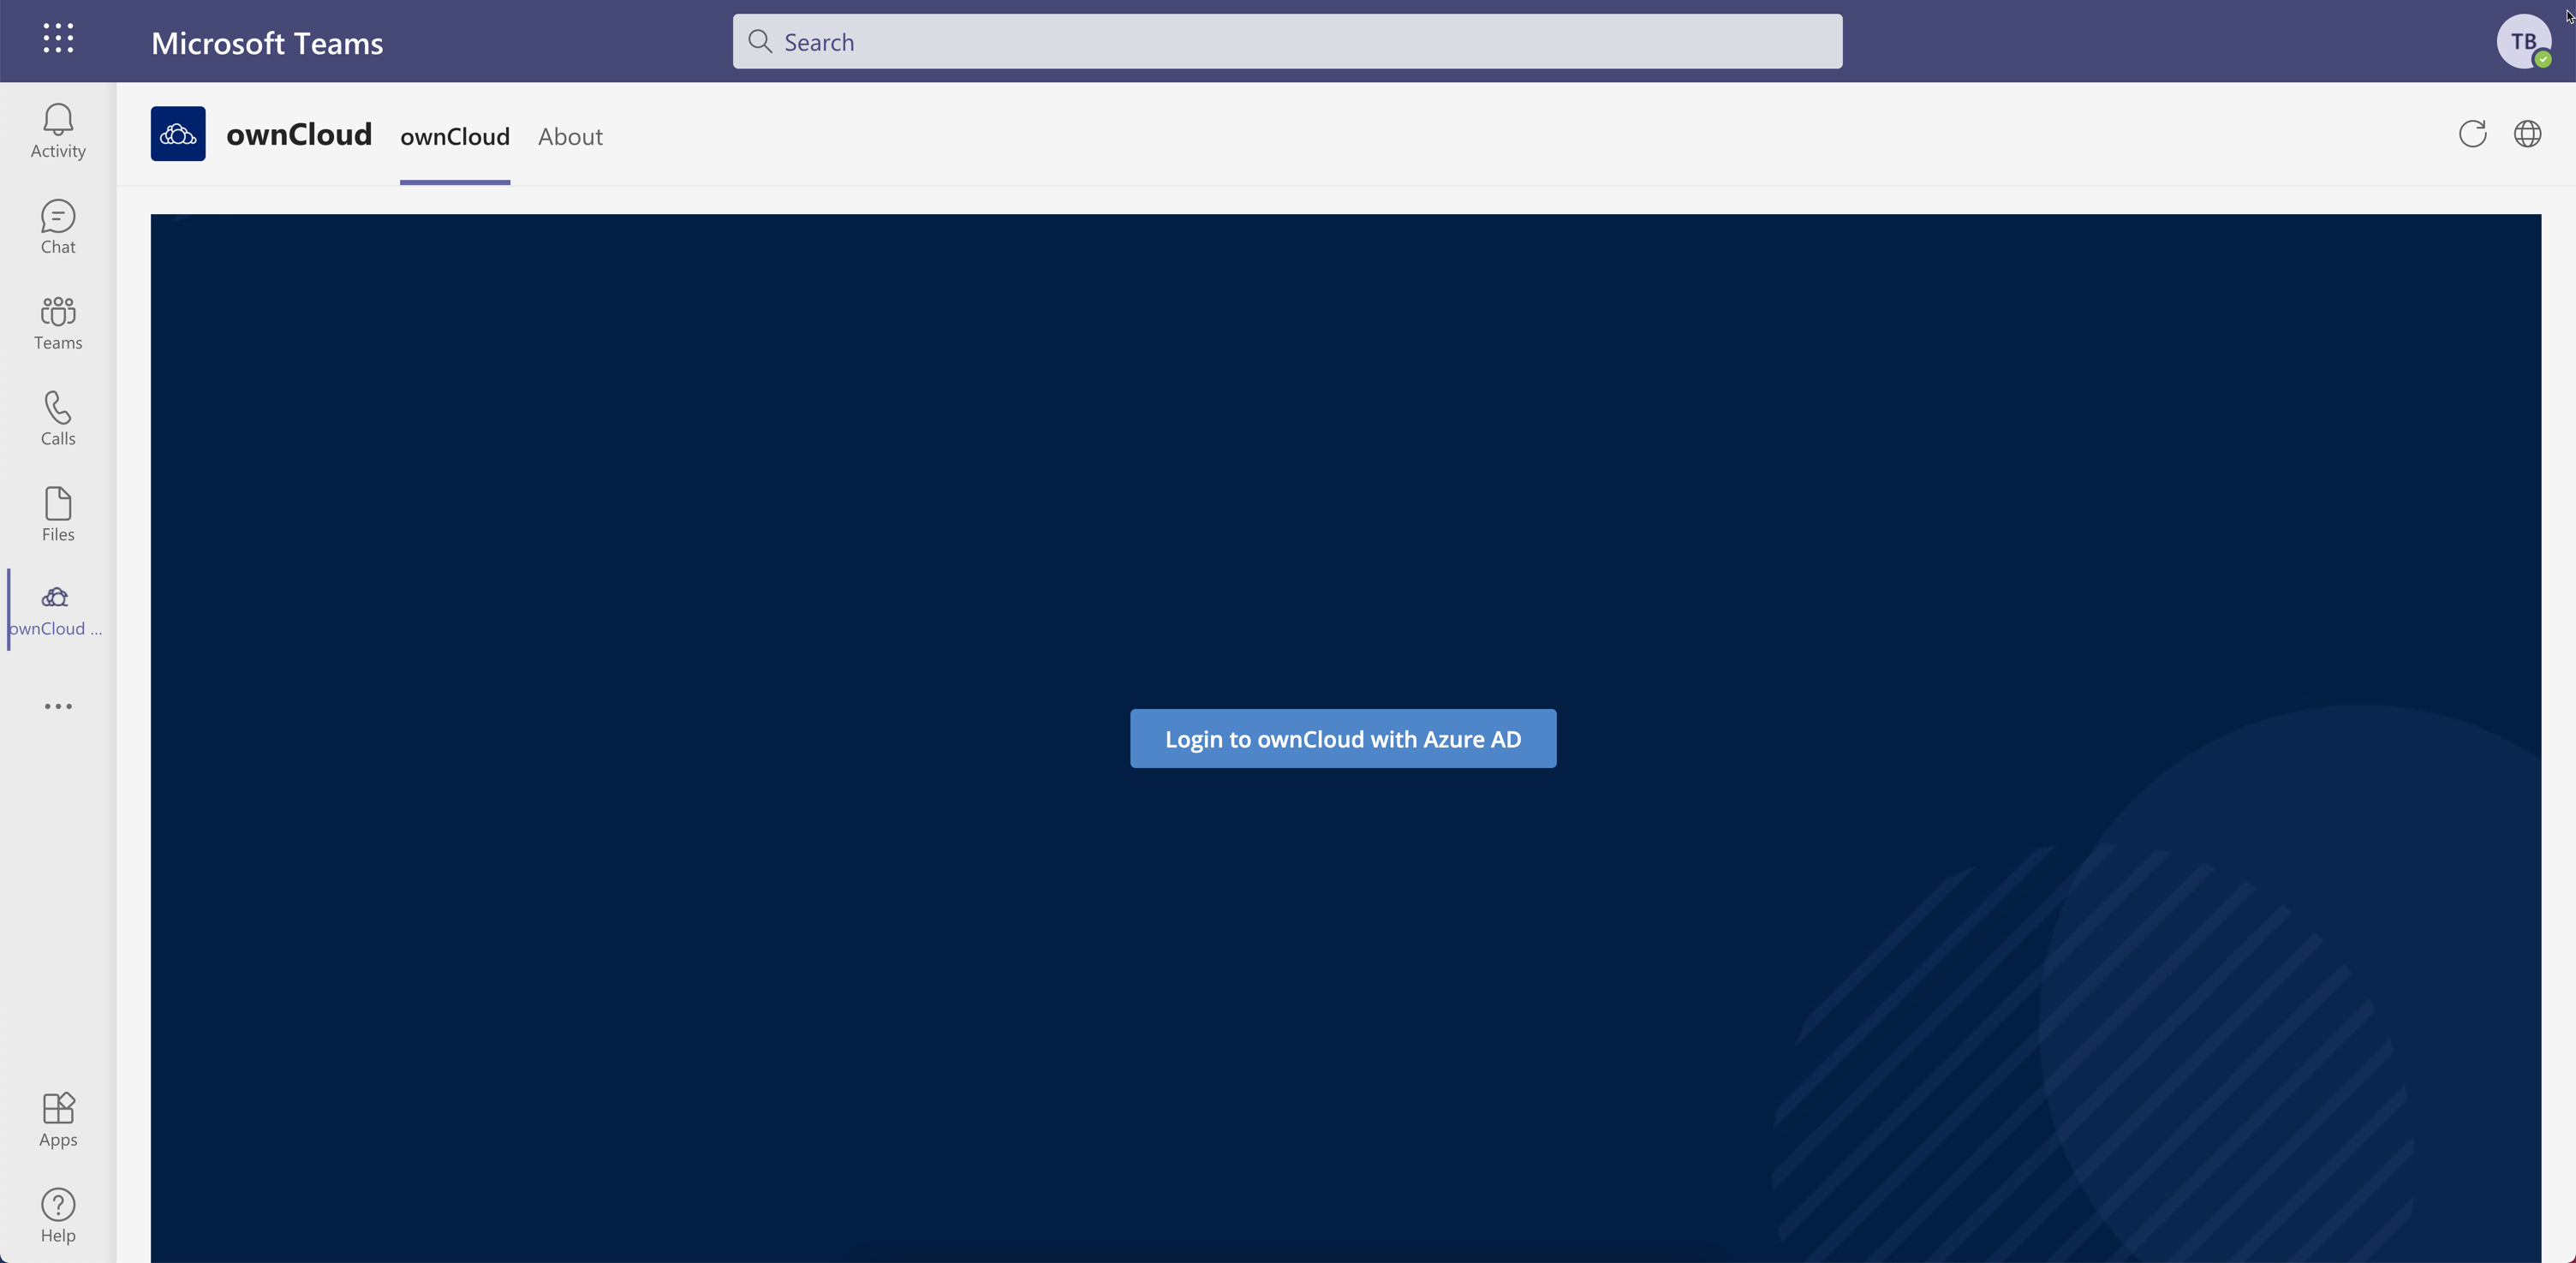 Microsoft Teams
Search
TB
ownCloud
ownCloud
About
Activity
Chat
Teams
Calls
Files
ownCloud ...
Login to ownCloud with Azure AD
Apps
Help